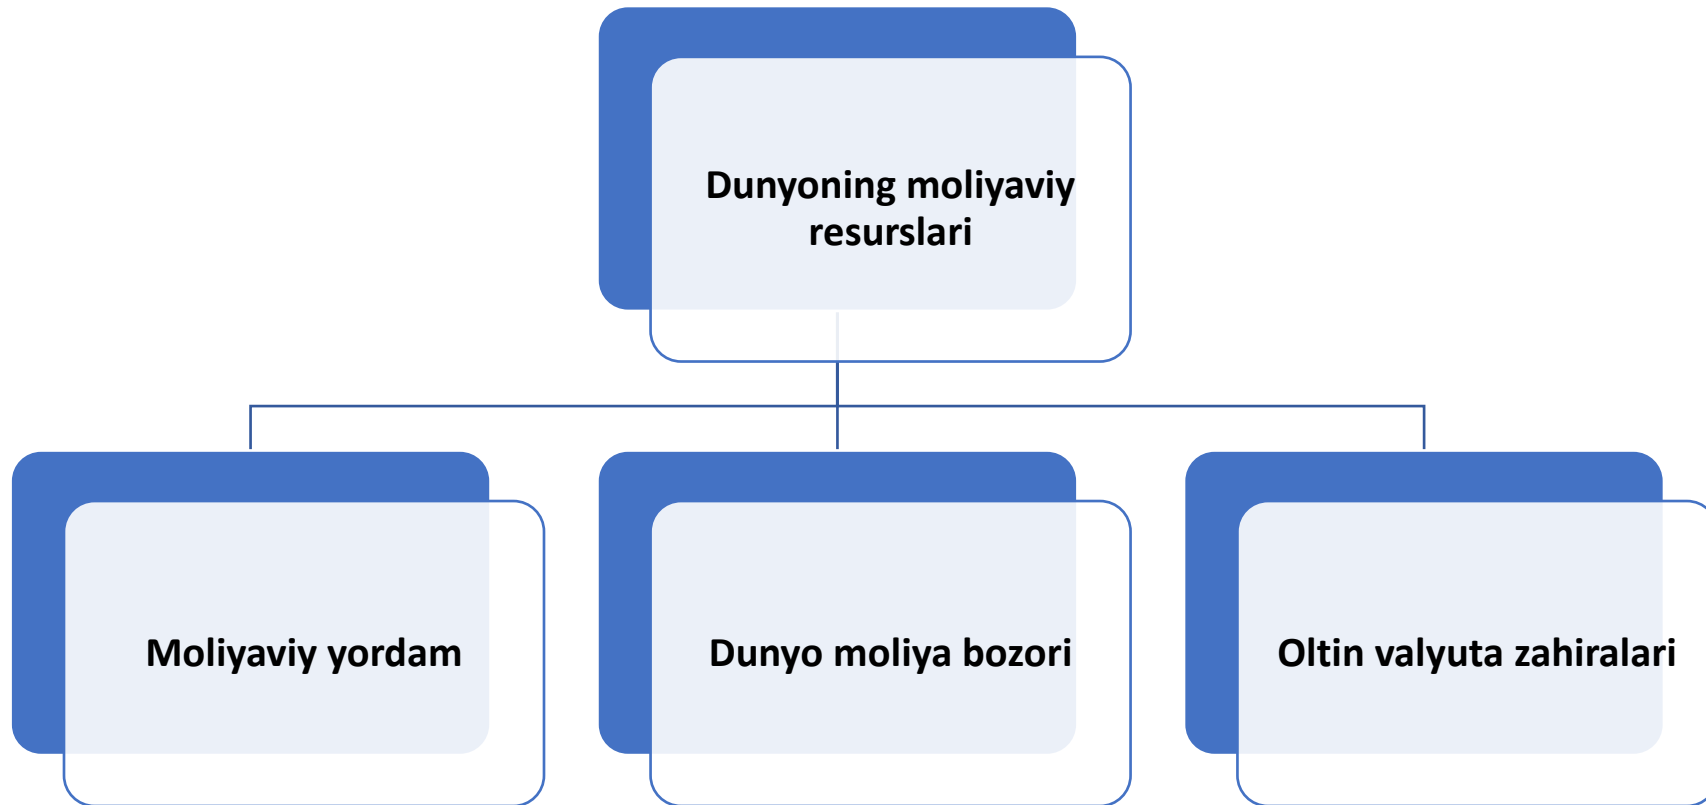 Dunyoning moliyaviy
resurslari
Moliyaviy yordam
Dunyo moliya bozori
Oltin valyuta zahiralari